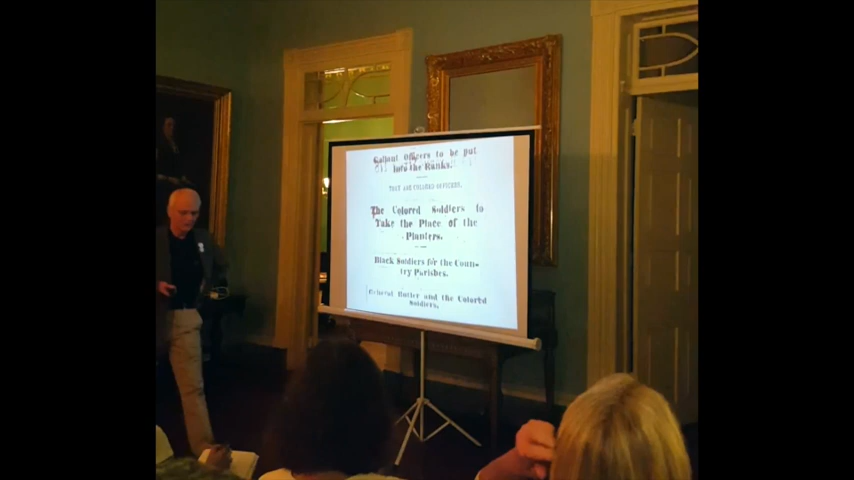 Gallant Officers to be put
into the Ranks.
THEY ARE COLORED OFFICERS.
The Colored Soldiers to
Take the Place of the
Planters.
Black Soldiers for the Coun-
try Parishes.
General Butler and the Colored
Soldiers.